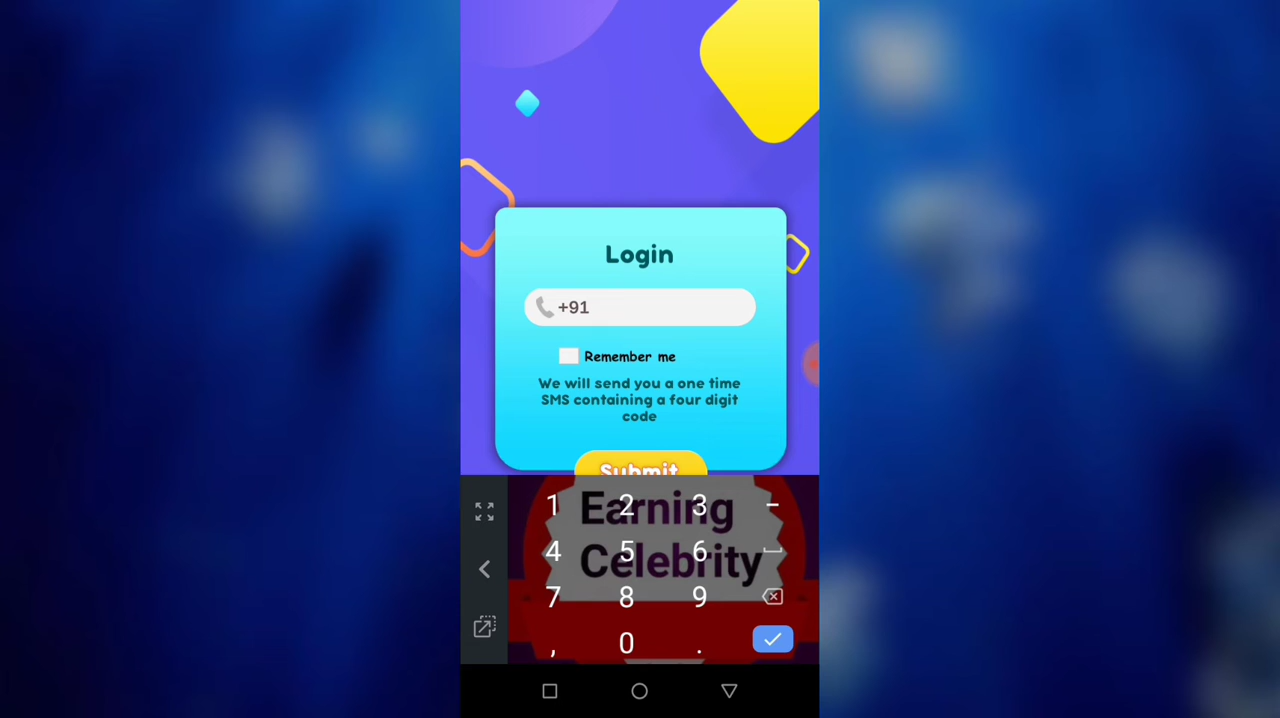 Login
+91
Remember me
We will send you a one time
SMS containing a four digit
code
Submit
Earning
Celebrity
1 2 3 -
4 5 6
7 8 9
, 0 .